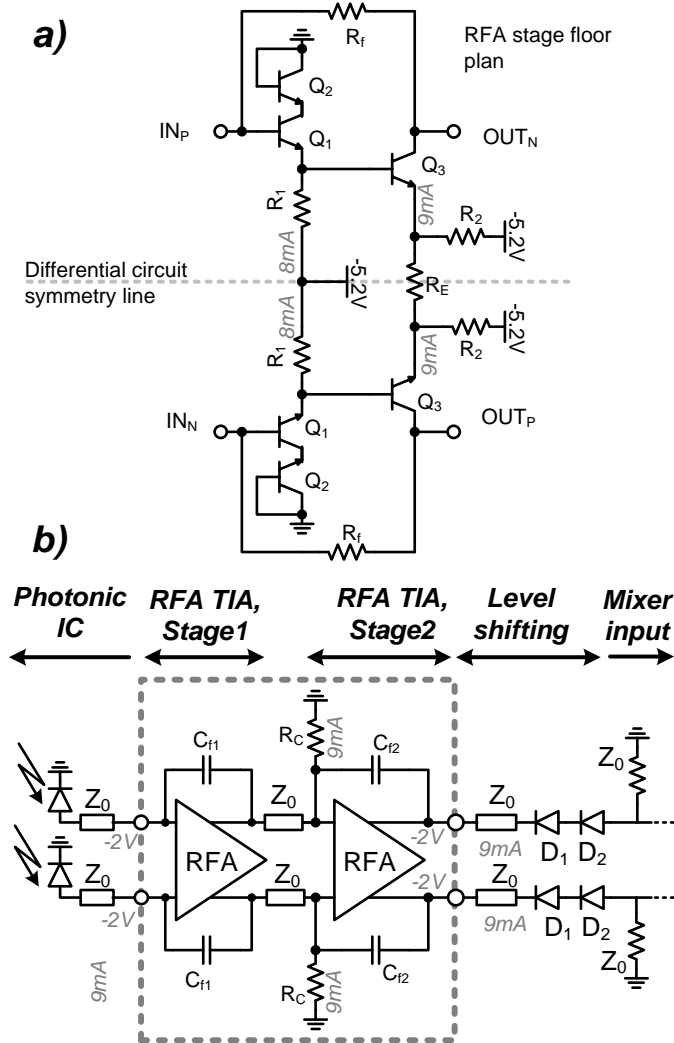 a)
RFA stage floor
plan
R_f
Q_2
IN_P
Q_1
OUT_N
Q_3
R_1
9mA
R_2
-5.2V
8mA
Differential circuit
symmetry line
-5.2V
R_E
8mA
-5.2V
R_1
9mA
R_2
IN_N
Q_1
Q_3
OUT_P
Q_2
R_f
b)
Photonic IC
RFA TIA, Stage1
RFA TIA, Stage2
Level shifting
Mixer input
C_f1
R_C
9mA
C_f2
Z_0
Z_0
Z_0
Z_0
-2V
-2V
9mA
D_1
D_2
RFA
RFA
Z_0
-2V
Z_0
-2V
Z_0
9mA
D_1
D_2
9mA
C_f1
R_C
9mA
C_f2
Z_0